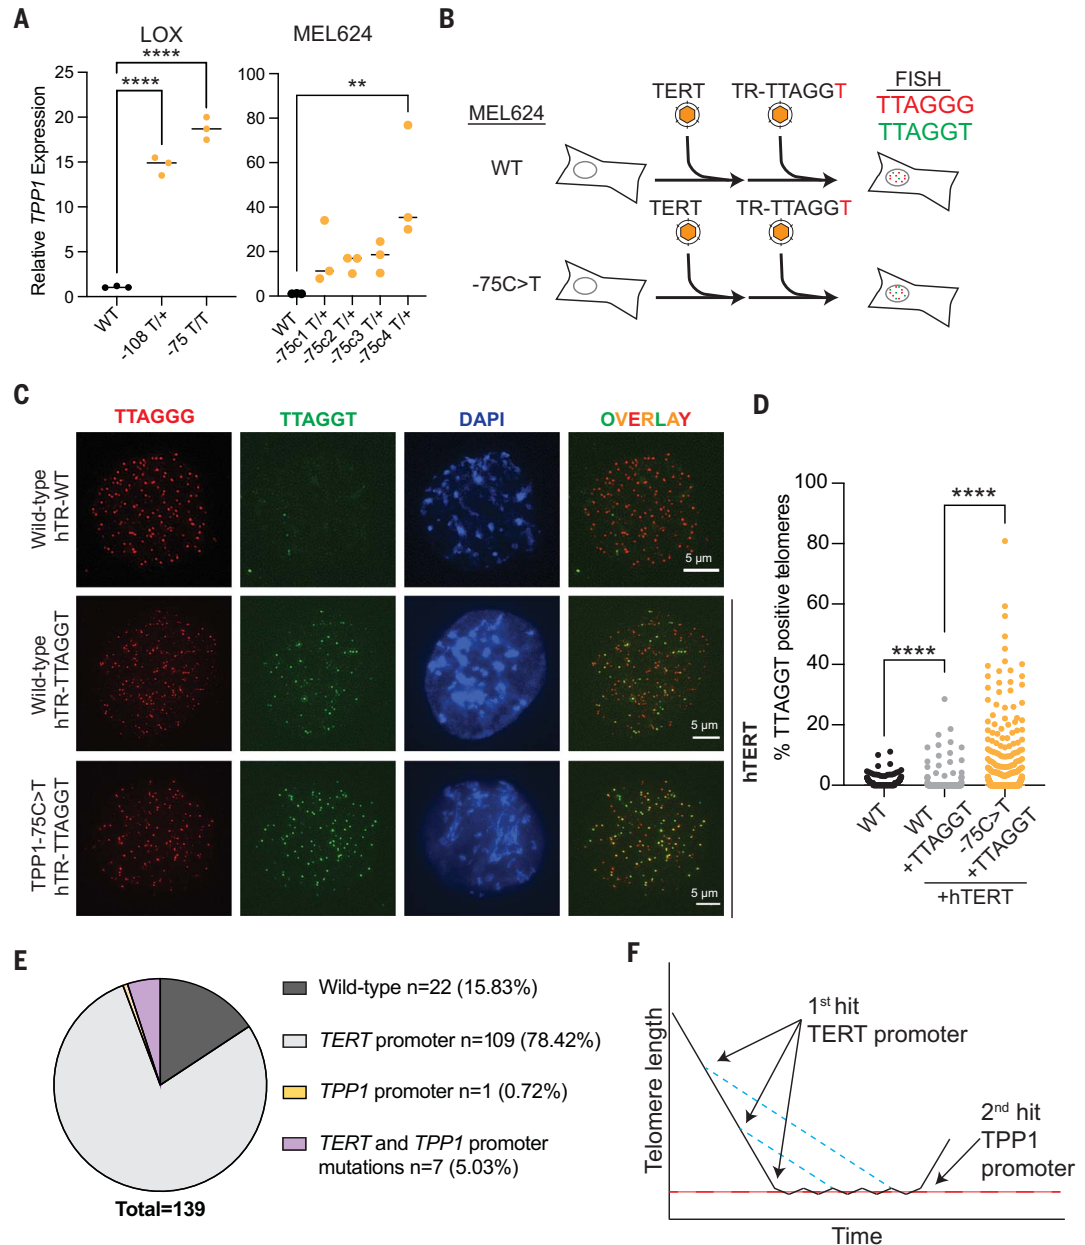 A
LOX
MEL624
Relative TPP1 Expression
25
20
15
10
5
0
****
****
WT
-108 T/+
-75 T/T
100
80
60
40
20
0
**
WT
-75c1 T/+
-75c2 T/+
-75c3 T/+
-75c4 T/+
B
MEL624
WT
TERT
TR-TTAGGT
FISH
TTAGGG
TTAGGT
-75C>T
TERT
TR-TTAGGT
C
TTAGGG
TTAGGT
DAPI
OVERLAY
Wild-type
hTR-WT
5 µm
Wild-type
hTR-TTAGGT
5 µm
TPP1-75C>T
hTR-TTAGGT
5 µm
hTERT
D
% TTAGGT positive telomeres
100
80
60
40
20
0
****
****
WT
WT
+TTAGGT
-75C>T
+TTAGGT
+hTERT
E
Wild-type n=22 (15.83%)
TERT promoter n=109 (78.42%)
TPP1 promoter n=1 (0.72%)
TERT and TPP1 promoter
mutations n=7 (5.03%)
Total=139
F
Telomere length
Time
1st hit
TERT promoter
2nd hit
TPP1
promoter